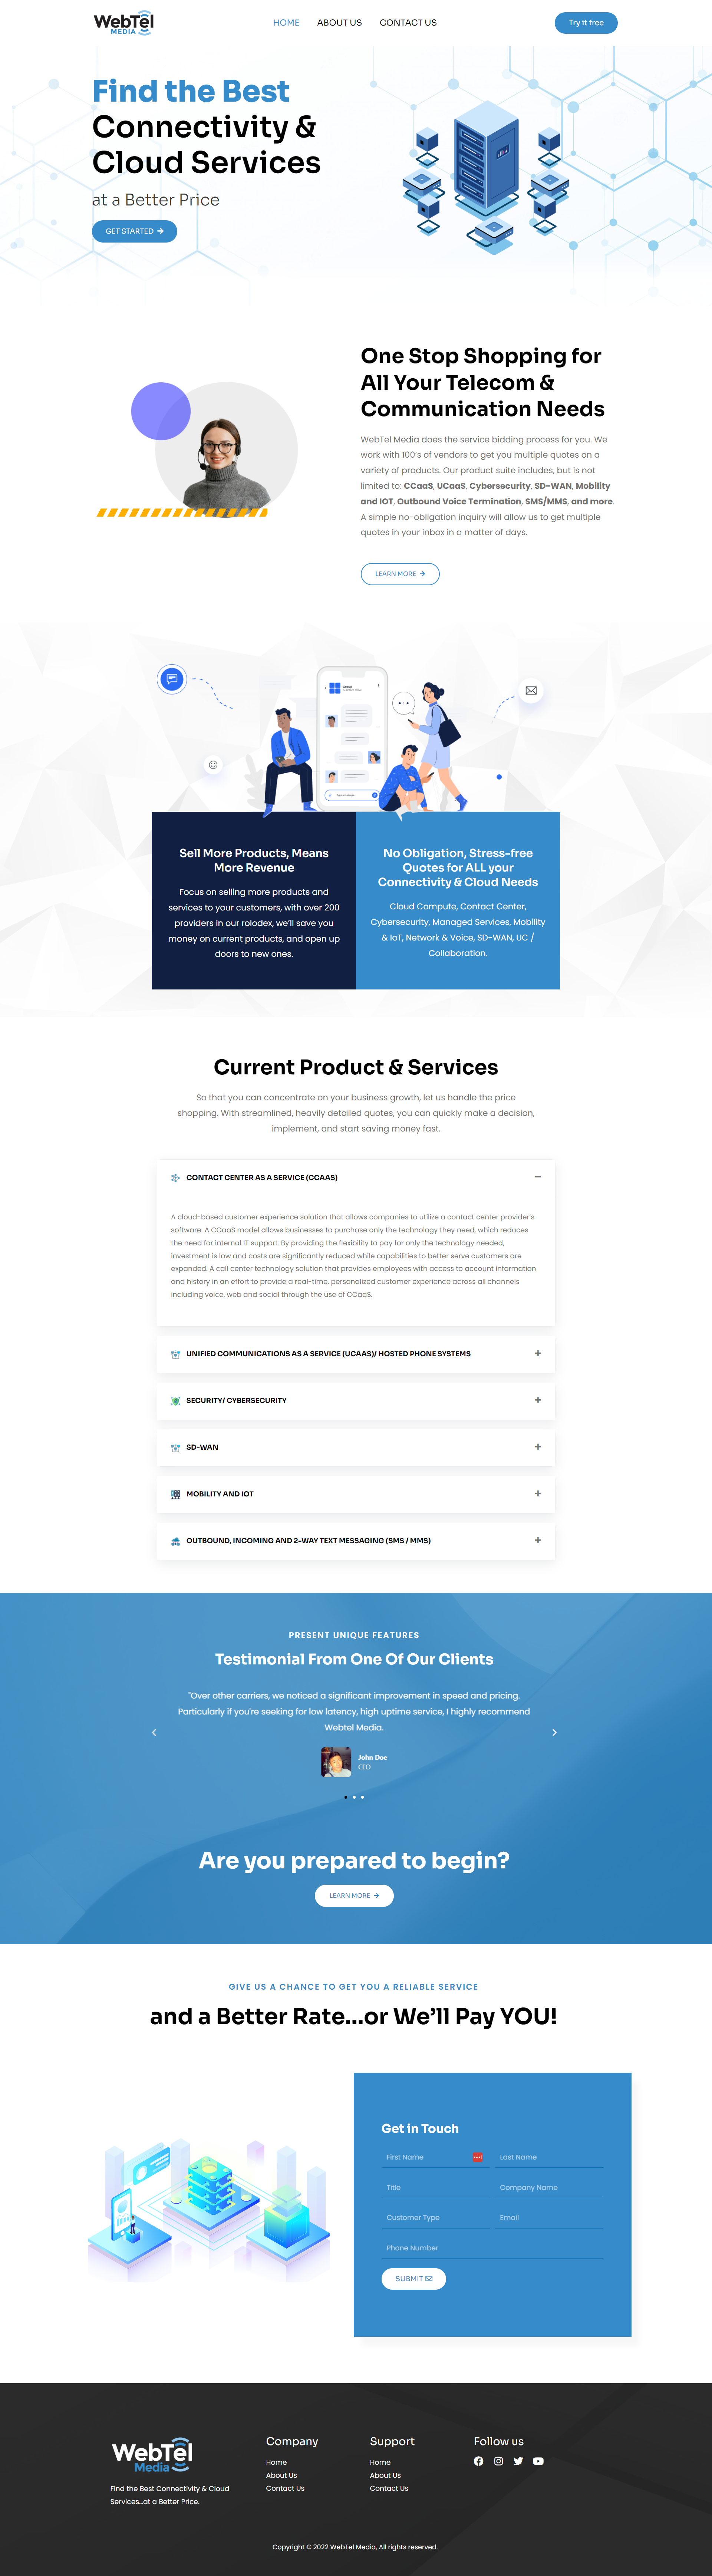 WebTel
MEDIA
HOME
ABOUT US
CONTACT US
Try it free
Find the Best
Connectivity &
Cloud Services
at a Better Price
GET STARTED
One Stop Shopping for
All Your Telecom &
Communication Needs
WebTel Media does the service bidding process for you. We
work with 100's of vendors to get you multiple quotes on a
variety of products. Our product suite includes, but is not
limited to: CCaaS, UCaaS, Cybersecurity, SD-WAN, Mobility
and IOT, Outbound Voice Termination, SMS/MMS, and more.
A simple no-obligation inquiry will allow us to get multiple
quotes in your inbox in a matter of days.
LEARN MORE
Sell More Products, Means
More Revenue
Focus on selling more products and
services to your customers, with over 200
providers in our rolodex, we'll save you
money on current products, and open up
doors to new ones.
No Obligation, Stress-free
Quotes for ALL your
Connectivity & Cloud Needs
Cloud Compute, Contact Center,
Cybersecurity, Managed Services, Mobility
& IoT, Network & Voice, SD-WAN, UC /
Collaboration.
Current Product & Services
So that you can concentrate on your business growth, let us handle the price
shopping. With streamlined, heavily detailed quotes, you can quickly make a decision,
implement, and start saving money fast.
CONTACT CENTER AS A SERVICE (CCAAS)
A cloud-based customer experience solution that allows companies to utilize a contact center provider's
software. A CCaaS model allows businesses to purchase only the technology they need, which reduces
the need for internal IT support. By providing the flexibility to pay for only the technology needed,
investment is low and costs are significantly reduced while capabilities to better serve customers are
expanded. A call center technology solution that provides employees with access to account information
and history in an effort to provide a real-time, personalized customer experience across all channels
including voice, web and social through the use of CCaaS.
UNIFIED COMMUNICATIONS AS A SERVICE (UCAAS)/ HOSTED PHONE SYSTEMS
SECURITY/ CYBERSECURITY
SD-WAN
MOBILITY AND IOT
OUTBOUND, INCOMING AND 2-WAY TEXT MESSAGING (SMS / MMS)
PRESENT UNIQUE FEATURES
Testimonial From One Of Our Clients
"Over other carriers, we noticed a significant improvement in speed and pricing.
Particularly if you're seeking for low latency, high uptime service, I highly recommend
Webtel Media.
John Doe
CEO
Are you prepared to begin?
LEARN MORE
GIVE US A CHANCE TO GET YOU A RELIABLE SERVICE
and a Better Rate...or We'll Pay YOU!
Get in Touch
First Name
Last Name
Title
Company Name
Customer Type
Email
Phone Number
SUBMIT
WebTel
Media
Find the Best Connectivity & Cloud
Services...at a Better Price.
Company
Home
About Us
Contact Us
Support
Home
About Us
Contact Us
Follow us
Copyright © 2022 WebTel Media, All rights reserved.